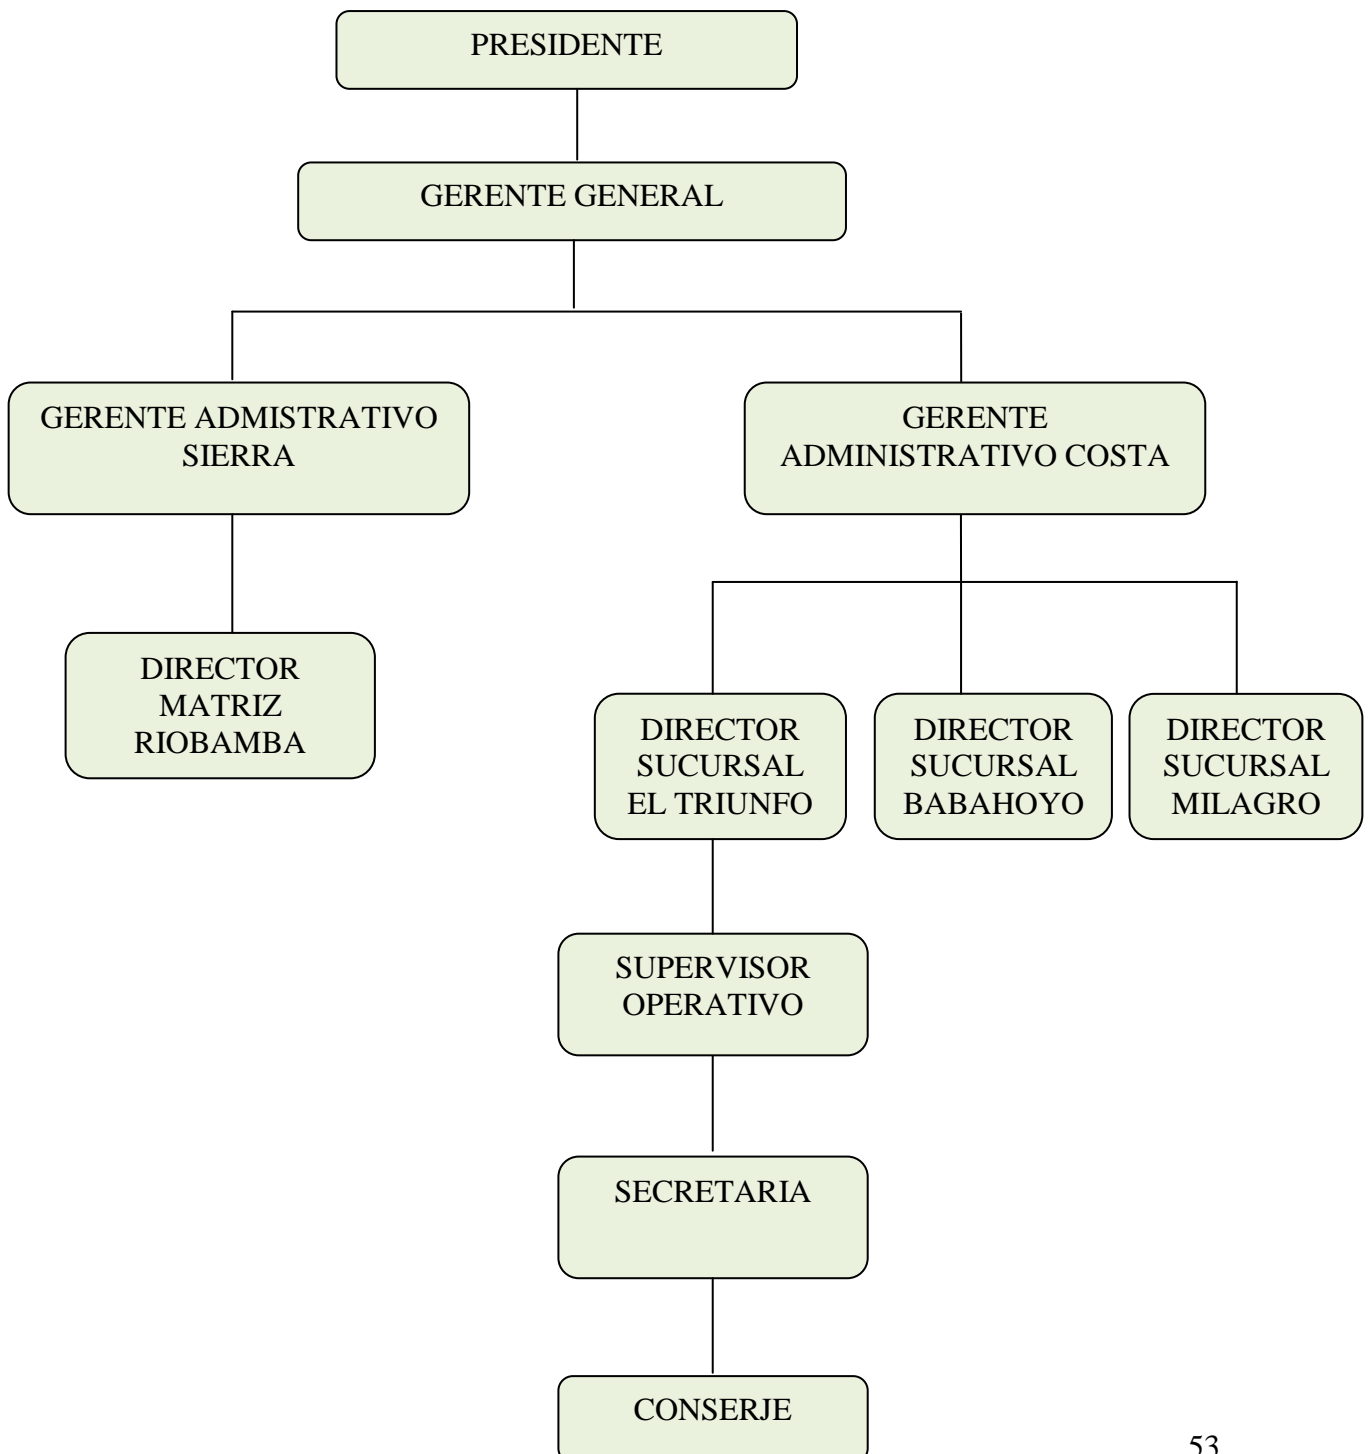 PRESIDENTE
GERENTE GENERAL
GERENTE ADMISTRATIVO
SIERRA
GERENTE
ADMINISTRATIVO COSTA
DIRECTOR
MATRIZ
RIOBAMBA
DIRECTOR
SUCURSAL
EL TRIUNFO
DIRECTOR
SUCURSAL
BABAHOYO
DIRECTOR
SUCURSAL
MILAGRO
SUPERVISOR
OPERATIVO
SECRETARIA
CONSERJE
53